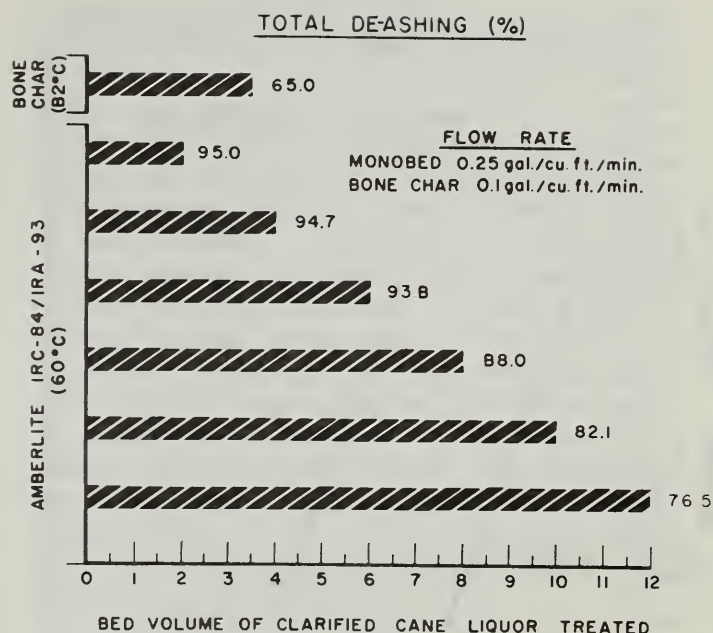 TOTAL DE-ASHING (%)
BONE CHAR (82°C)
65.0
95.0
FLOW RATE
MONOBED 0.25 gal./cu. ft./min.
BONE CHAR 0.1 gal./cu. ft./min.
94.7
AMBERLITE IRC-84/IRA-93
(60°C)
93.8
88.0
82.1
76.5
0 1 2 3 4 5 6 7 8 9 10 11 12
BED VOLUME OF CLARIFIED CANE LIQUOR TREATED